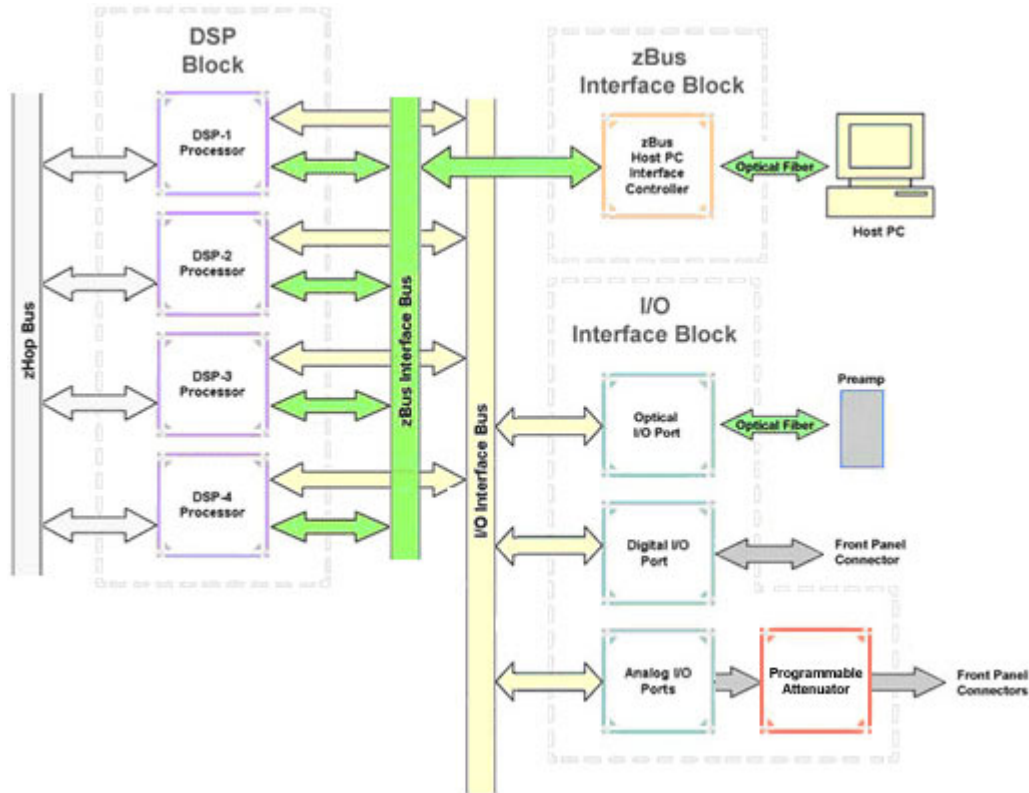 DSP
Block
zBus
Interface Block
DSP-1
Processor
zBus
Host PC
Interface
Controller
Optical Fiber
Host PC
DSP-2
Processor
zHop Bus
zBus Interface Bus
I/O Interface Bus
I/O
Interface Block
DSP-3
Processor
Preamp
Optical
I/O Port
Optical Fiber
DSP-4
Processor
Digital I/O
Port
Front Panel
Connector
Analog I/O
Ports
Programmable
Attenuator
Front Panel
Connectors